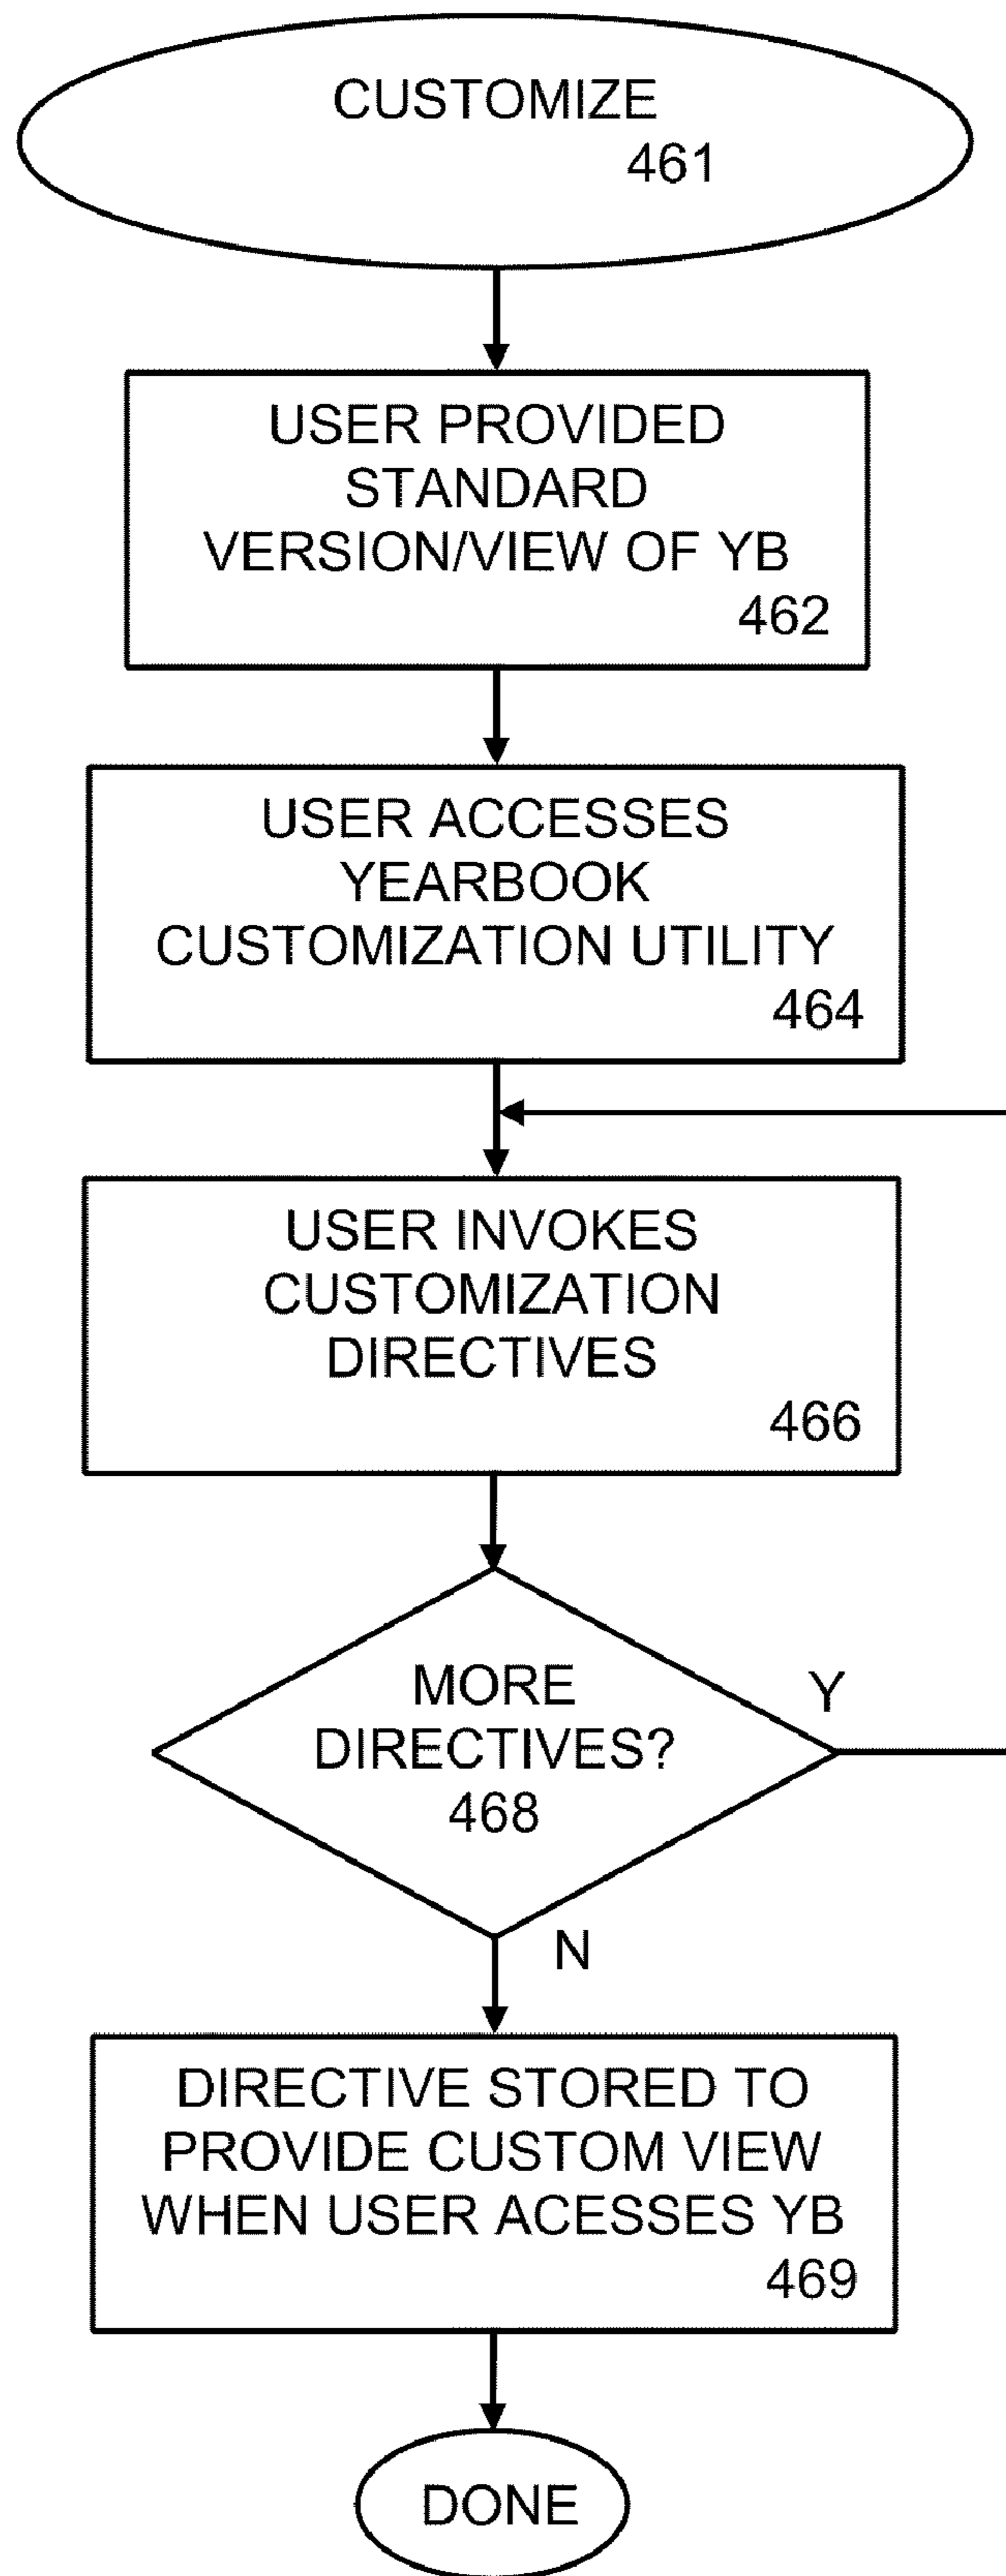 CUSTOMIZE
461
USER PROVIDED
STANDARD
VERSION/VIEW OF YB
462
USER ACCESSES
YEARBOOK
CUSTOMIZATION UTILITY
464
USER INVOKES
CUSTOMIZATION
DIRECTIVES
466
MORE
DIRECTIVES?
468
Y
N
DIRECTIVE STORED TO
PROVIDE CUSTOM VIEW
WHEN USER ACESSES YB
469
DONE